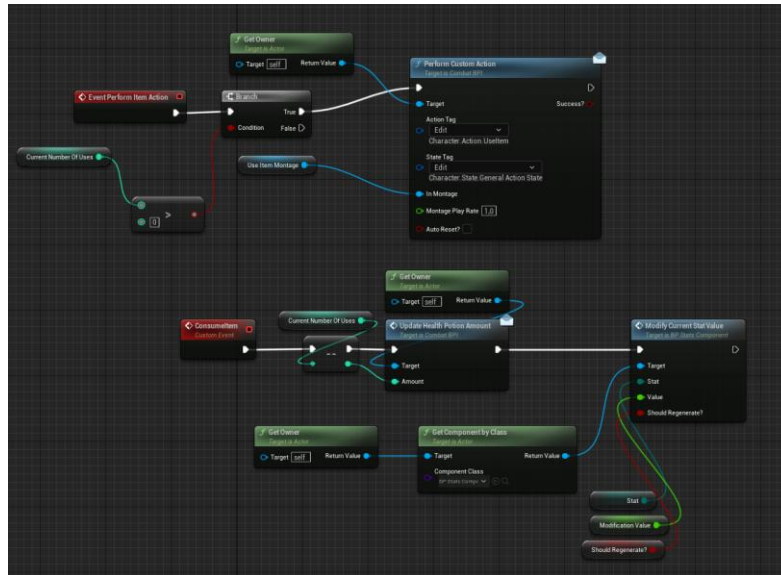 Get Owner
Target is Actor
Target self
Return Value
Perform Custom Action
Target is Combat BPI
Target
Success?
Action Tag
Edit
Character.Action.UseItem
State Tag
Edit
Character.State.General Action State
In Montage
Montage Play Rate 1,0
Auto Reset?
Event Perform Item Action
Branch
True
Condition
False
Current Number Of Uses
0
>
Use Item Montage
Get Owner
Target is Actor
Target self
Return Value
ConsumeItem
Custom Event
Current Number Of Uses
--
Update Health Potion Amount
Target is Combat BPI
Target
Amount
Modify Current Stat Value
Target is BP Stats Component
Target
Stat
Value
Should Regenerate?
Get Owner
Target is Actor
Target self
Return Value
Get Component by Class
Target is Actor
Target
Return Value
Component Class
BP Stats Compo
Stat
Modification Value
Should Regenerate?